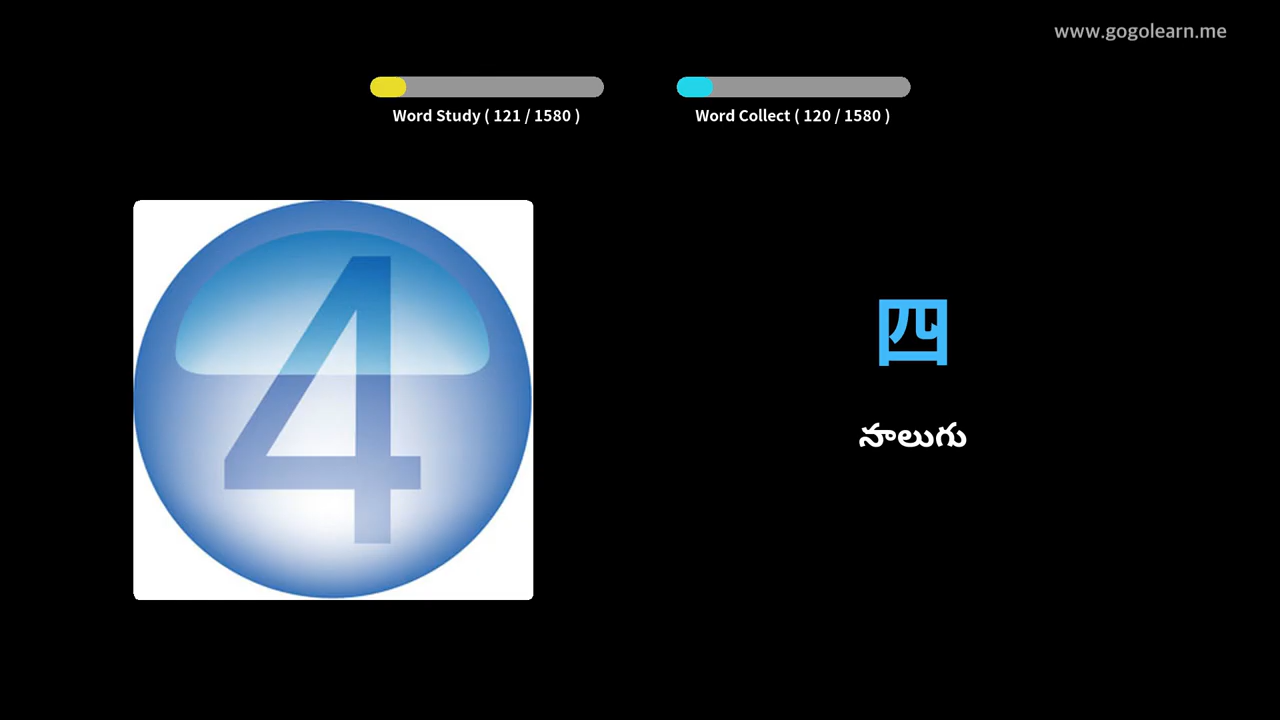 www.gogolearn.me
Word Study ( 121 / 1580 )
Word Collect ( 120 / 1580 )
4
四
నాలుగు